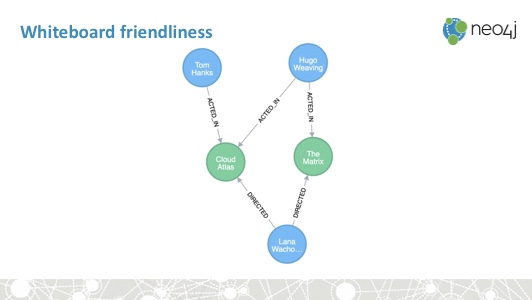 Whiteboard friendliness
neo4j
Tom
Hanks
Hugo
Weaving
ACTED_IN
ACTED_IN
ACTED_IN
Cloud
Atlas
The
Matrix
DIRECTED
DIRECTED
Lana
Wacho...